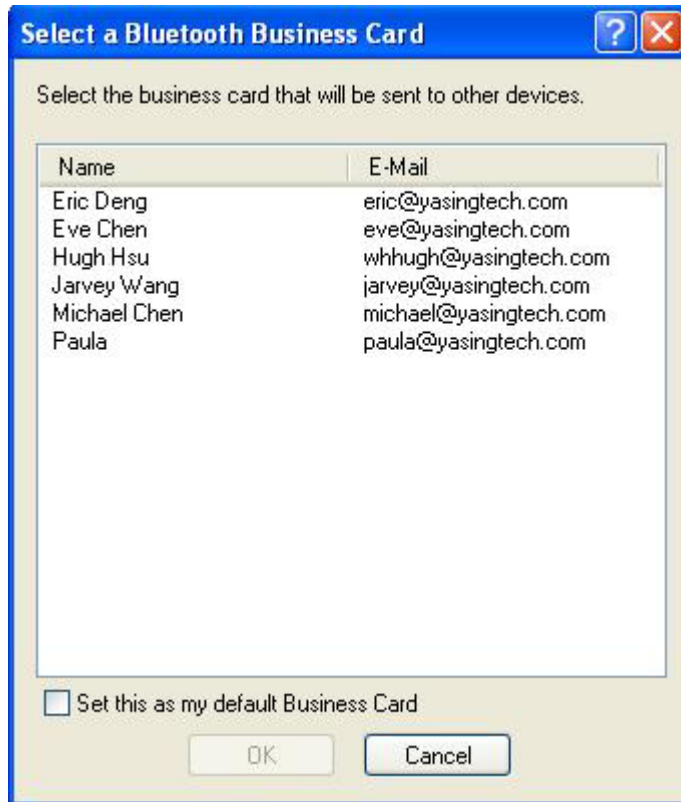 Select a Bluetooth Business Card
Select the business card that will be sent to other devices.
Name E-Mail
Eric Deng eric@yasingtech.com
Eve Chen eve@yasingtech.com
Hugh Hsu whhugh@yasingtech.com
Jarvey Wang jarvey@yasingtech.com
Michael Chen michael@yasingtech.com
Paula paula@yasingtech.com
Set this as my default Business Card
OK Cancel